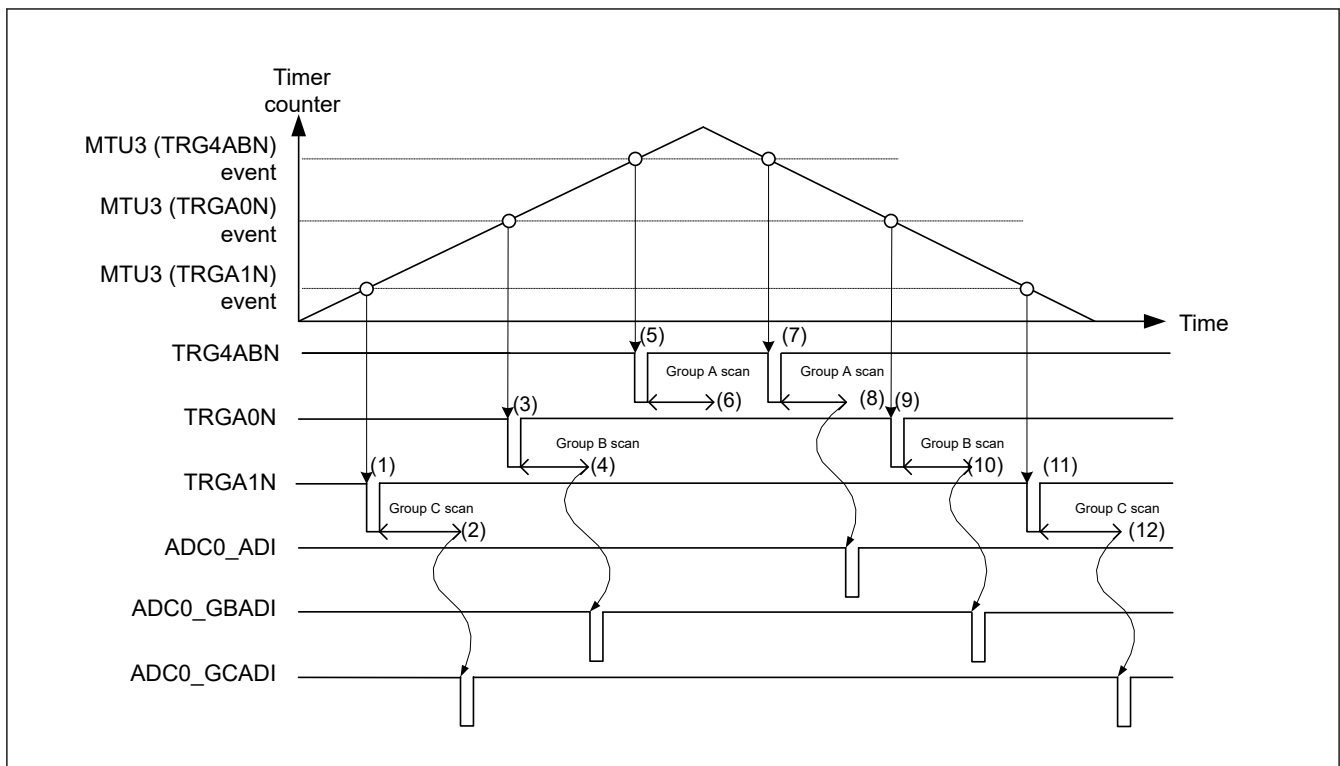 Timer
counter
MTU3 (TRG4ABN)
event
MTU3 (TRGA0N)
event
MTU3 (TRGA1N)
event
Time
TRG4ABN
(5)
(7)
Group A scan
Group A scan
(6)
(8)
TRGA0N
(3)
(9)
Group B scan
Group B scan
(4)
(10)
TRGA1N
(1)
(11)
Group C scan
Group C scan
(2)
(12)
ADC0_ADI
ADC0_GBADI
ADC0_GCADI